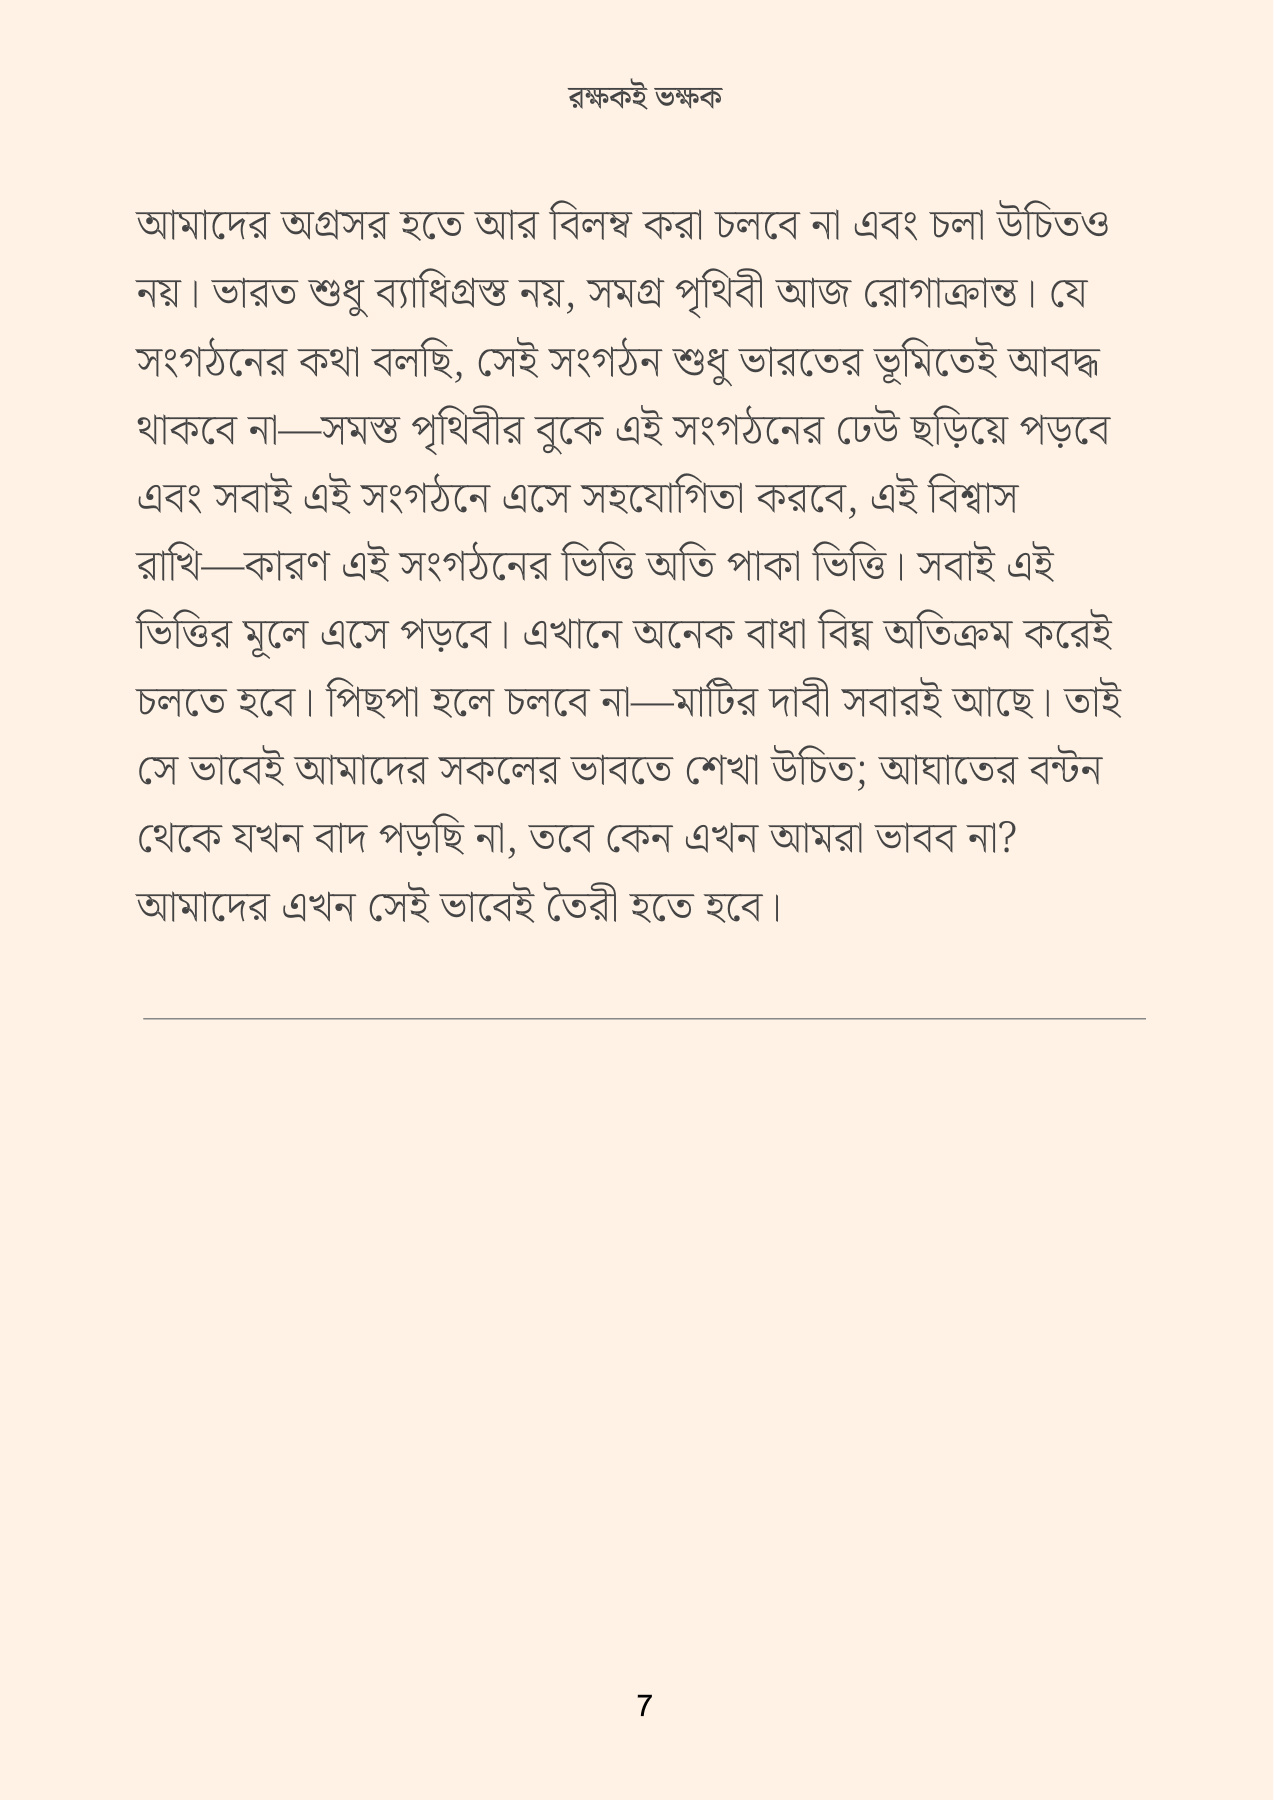 রক্ষকই ভক্ষক
আমাদের অগ্রসর হতে আর বিলম্ব করা চলবে না এবং চলা উচিতও
নয়। ভারত শুধু ব্যাধিগ্রস্ত নয়, সমগ্র পৃথিবী আজ রোগাক্রান্ত। যে
সংগঠনের কথা বলছি, সেই সংগঠন শুধু ভারতের ভূমিতেই আবদ্ধ
থাকবে না—সমস্ত পৃথিবীর বুকে এই সংগঠনের ঢেউ ছড়িয়ে পড়বে
এবং সবাই এই সংগঠনে এসে সহযোগিতা করবে, এই বিশ্বাস
রাখি—কারণ এই সংগঠনের ভিত্তি অতি পাকা ভিত্তি। সবাই এই
ভিত্তির মূলে এসে পড়বে। এখানে অনেক বাধা বিঘ্ন অতিক্রম করেই
চলতে হবে। পিছপা হলে চলবে না—মাটির দাবী সবারই আছে। তাই
সে ভাবেই আমাদের সকলের ভাবতে শেখা উচিত; আঘাতের বন্টন
থেকে যখন বাদ পড়ছি না, তবে কেন এখন আমরা ভাবব না?
আমাদের এখন সেই ভাবেই তৈরী হতে হবে।
7